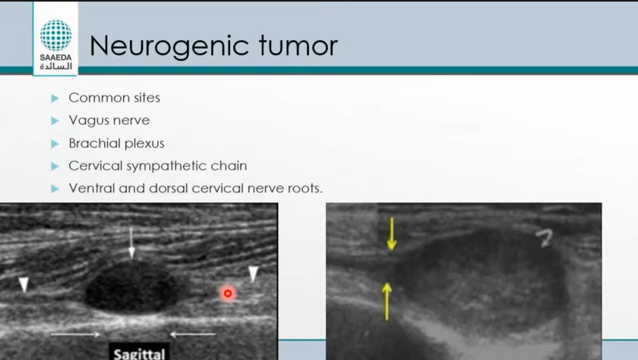 SAAEDA
السائدة
Neurogenic tumor
Common sites
Vagus nerve
Brachial plexus
Cervical sympathetic chain
Ventral and dorsal cervical nerve roots.
Sagittal